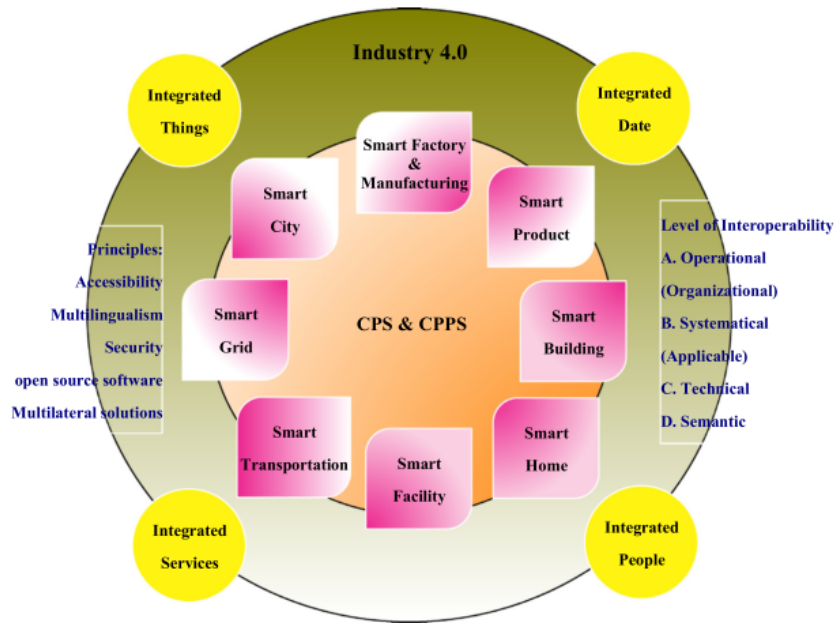 Industry 4.0
Integrated
Things
Integrated
Date
Smart Factory
&
Manufacturing
Smart
City
Smart
Product
Principles:
Accessibility
Multilingualism
Security
open source software
Multilateral solutions
Level of Interoperability
A. Operational
(Organizational)
B. Systematical
(Applicable)
C. Technical
D. Semantic
Smart
Grid
CPS & CPPS
Smart
Building
Smart
Transportation
Smart
Facility
Smart
Home
Integrated
Services
Integrated
People